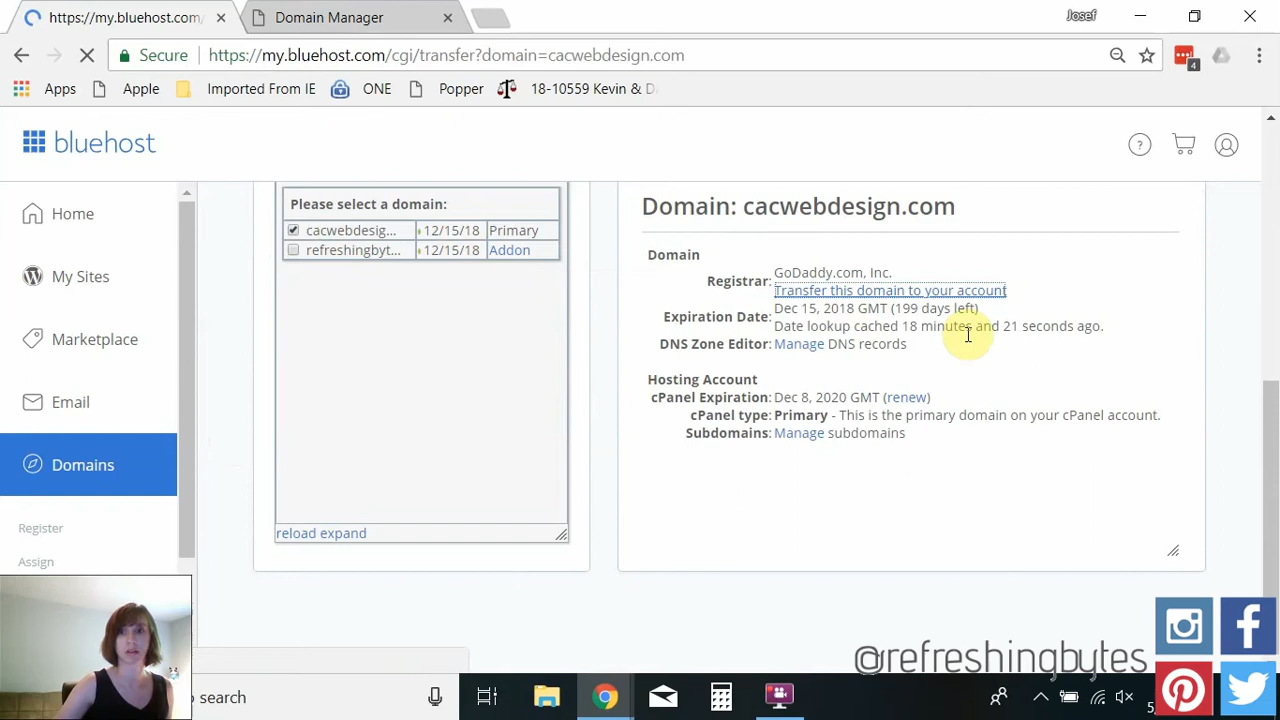 https://my.bluehost.com/
Domain Manager
Josef
Secure
https://my.bluehost.com/cgi/transfer?domain=cacwebdesign.com
4
Apps
Apple
Imported From IE
ONE
Popper
18-10559 Kevin & D
bluehost
?
Home
My Sites
Marketplace
Email
Domains
Register
Assign
Please select a domain:
cacwebdesig... 12/15/18 Primary
refreshingbyt... 12/15/18 Addon
reload expand
Domain: cacwebdesign.com
Domain
Registrar: GoDaddy.com, Inc.
Transfer this domain to your account
Expiration Date: Dec 15, 2018 GMT (199 days left)
Date lookup cached 18 minutes and 21 seconds ago.
DNS Zone Editor: Manage DNS records
Hosting Account
cPanel Expiration: Dec 8, 2020 GMT (renew)
cPanel type: Primary - This is the primary domain on your cPanel account.
Subdomains: Manage subdomains
@refreshingbytes
to search
5